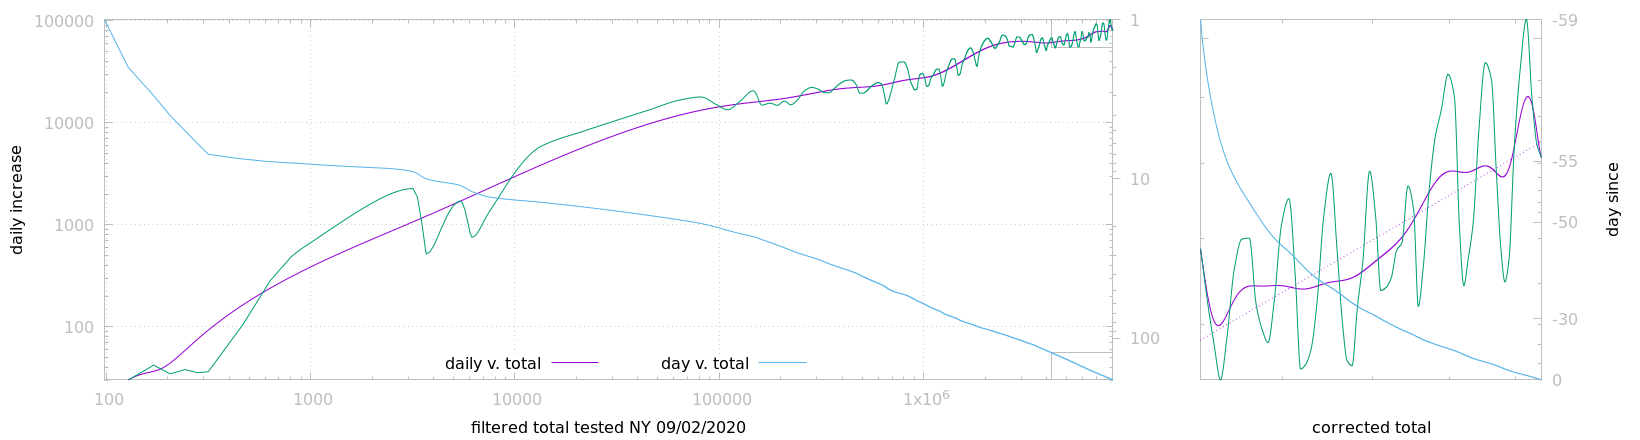 100000
10000
1000
100
daily increase
100
1000
10000
100000
1x10^6
filtered total tested NY 09/02/2020
daily v. total
day v. total
1
10
100
-59
-55
-50
-30
0
day since
corrected total